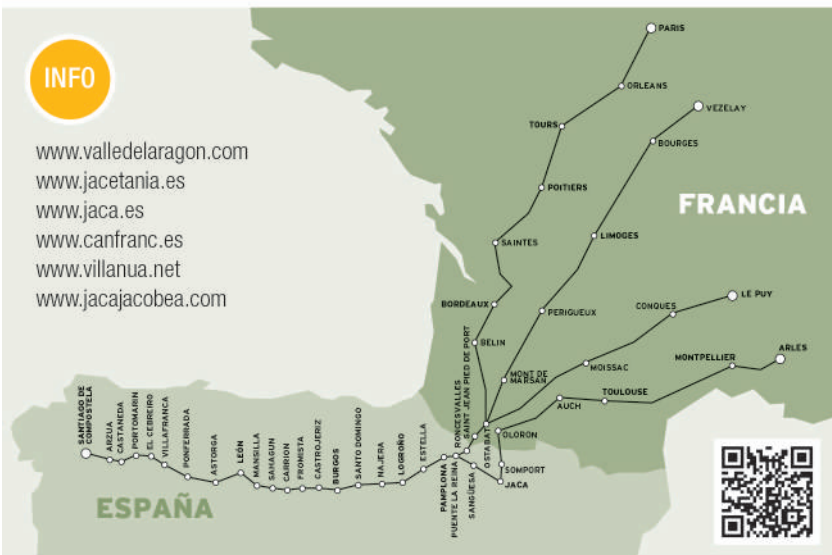 INFO
www.valledelaragon.com
www.jacetania.es
www.jaca.es
www.canfranc.es
www.villanua.net
www.jacajacobea.com
PARIS
ORLEANS
VEZELAY
TOURS
BOURGES
POITIERS
FRANCIA
SAINTES
LIMOGES
LE PUY
BORDEAUX
PERIGUEUX
CONQUES
BELIN
ARLES
MONTPELLIER
MOISSAC
MONT DE
MARSAN
TOULOUSE
AUCH
OLORON
SOMPORT
JACA
SANTIAGO DE
COMPOSTELA
ARZUA
CASTANEDA
PORTOMARIN
EL CEBREIRO
VILLAFRANCA
PONFERRADA
ASTORGA
LEÓN
MANSILLA
SAHAGUN
CARRION
FROMISTA
CASTROJERIZ
BURGOS
SANTO DOMINGO
NAJERA
LOGROÑO
ESTELLA
PAMPLONA
PUENTE LA REINA
RONCESVALLES
SAINT JEAN PIED DE PORT
SANGÜESA
OSTABAT
ESPAÑA